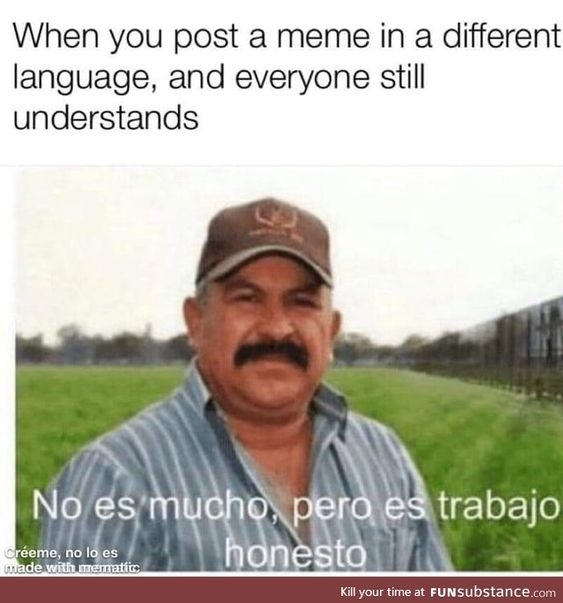 When you post a meme in a different
language, and everyone still
understands
No es mucho, pero es trabajo
honesto
Créeme, no lo es
made with mematic
Kill your time at FUNsubstance.com